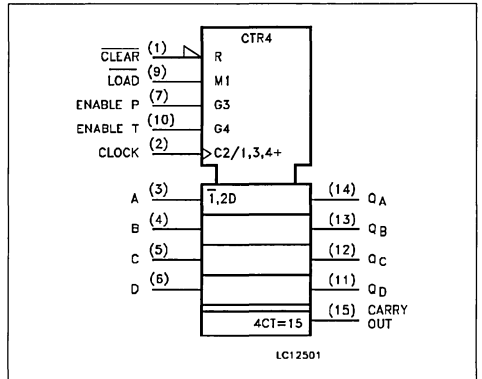 CTR4
CLEAR (1) R
LOAD (9) M1
ENABLE P (7) G3
ENABLE T (10) G4
CLOCK (2) C2/1,3,4+
A (3) 1,2D (14) QA
B (4) (13) QB
C (5) (12) QC
D (6) (11) QD
4CT=15 (15) CARRY OUT
LC12501